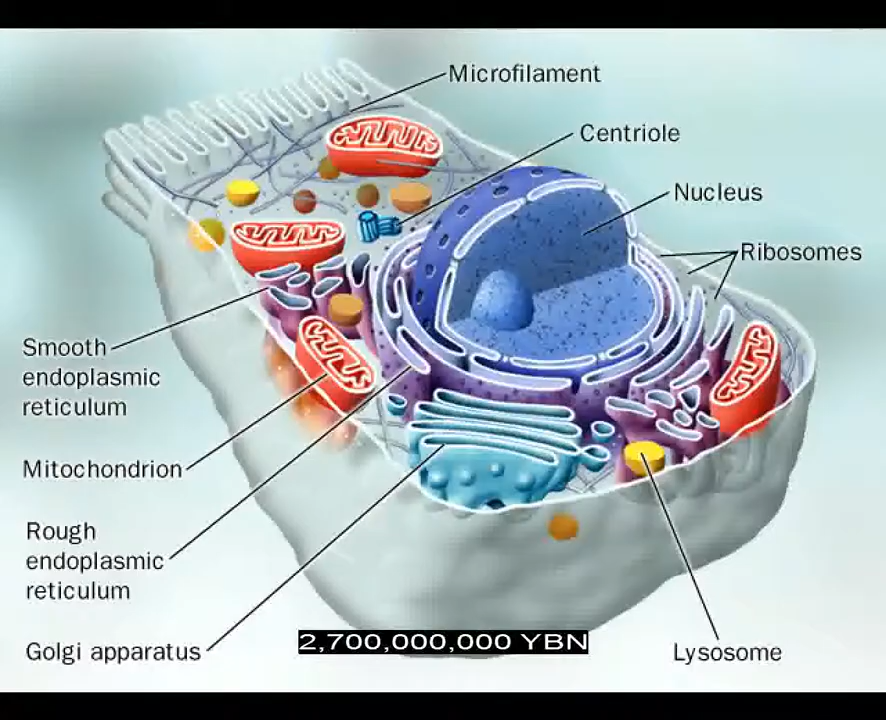 Microfilament
Centriole
Nucleus
Ribosomes
Smooth
endoplasmic
reticulum
Mitochondrion
Rough
endoplasmic
reticulum
Golgi apparatus
2,700,000,000 YBN
Lysosome